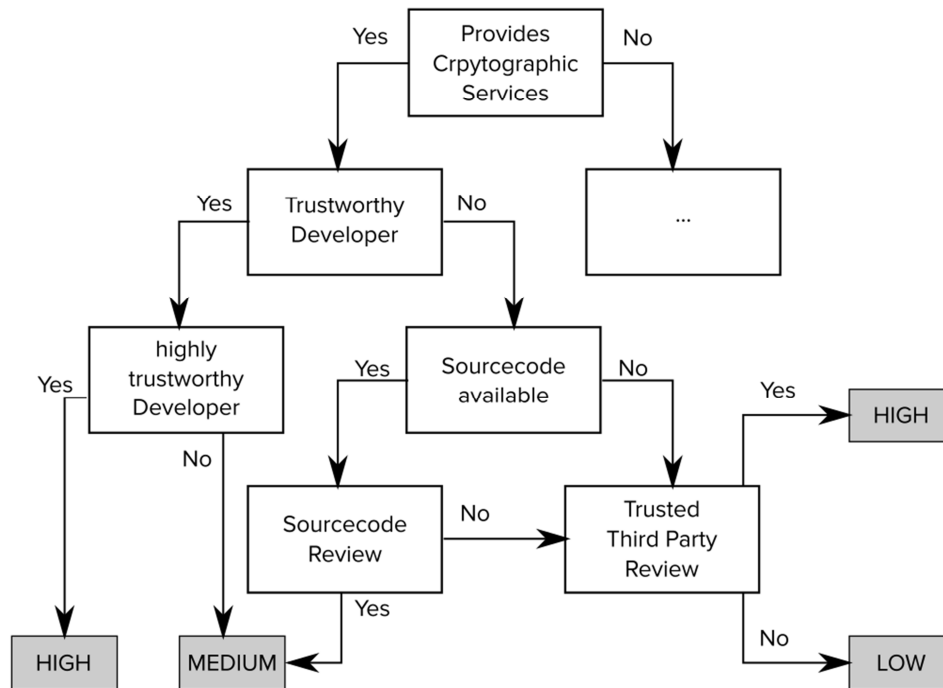 Yes
Provides
Crpytographic
Services
No
Yes
Trustworthy
Developer
No
...
Yes
highly
trustworthy
Developer
No
Yes
Sourcecode
available
No
Yes
HIGH
Sourcecode
Review
No
Yes
Trusted
Third Party
Review
No
HIGH
MEDIUM
LOW